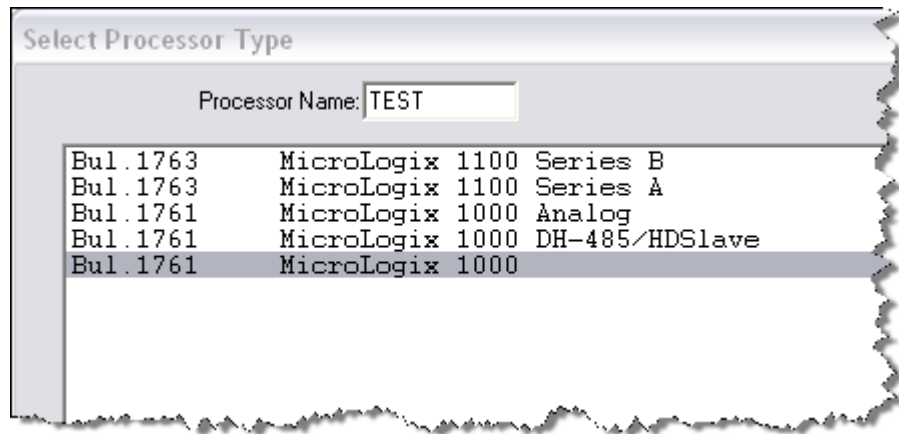 Select Processor Type
Processor Name: TEST
Bul.1763 MicroLogix 1100 Series B
Bul.1763 MicroLogix 1100 Series A
Bul.1761 MicroLogix 1000 Analog
Bul.1761 MicroLogix 1000 DH-485/HDSlave
Bul.1761 MicroLogix 1000